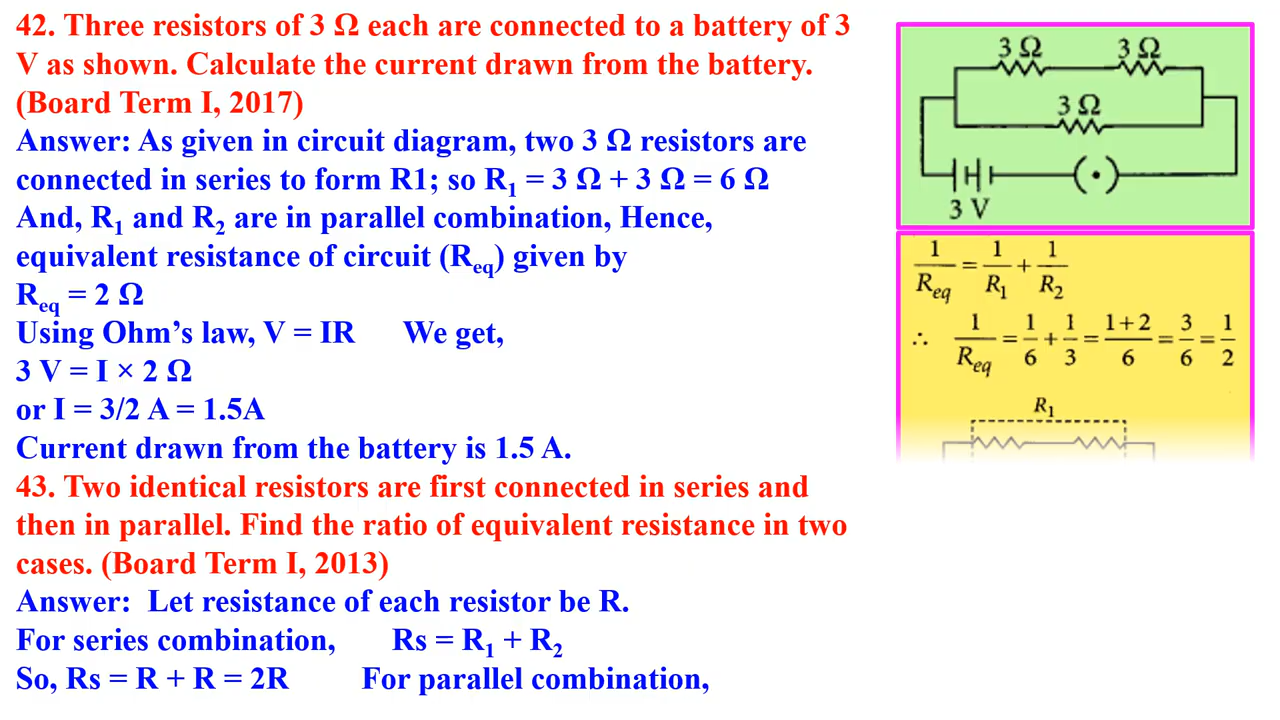 42. Three resistors of 3 Ω each are connected to a battery of 3
V as shown. Calculate the current drawn from the battery.
(Board Term I, 2017)
Answer: As given in circuit diagram, two 3 Ω resistors are
connected in series to form R1; so R₁ = 3 Ω + 3 Ω = 6 Ω
And, R₁ and R₂ are in parallel combination, Hence,
equivalent resistance of circuit (Req) given by
Req = 2 Ω
Using Ohm’s law, V = IR We get,
3 V = I × 2 Ω
or I = 3/2 A = 1.5A
Current drawn from the battery is 1.5 A.
43. Two identical resistors are first connected in series and
then in parallel. Find the ratio of equivalent resistance in two
cases. (Board Term I, 2013)
Answer: Let resistance of each resistor be R.
For series combination, Rs = R₁ + R₂
So, Rs = R + R = 2R For parallel combination,
3 Ω 3 Ω
3 Ω
3 V
1/Req = 1/R₁ + 1/R₂
∴ 1/Req = 1/6 + 1/3 = 1+2/6 = 3/6 = 1/2
R₁